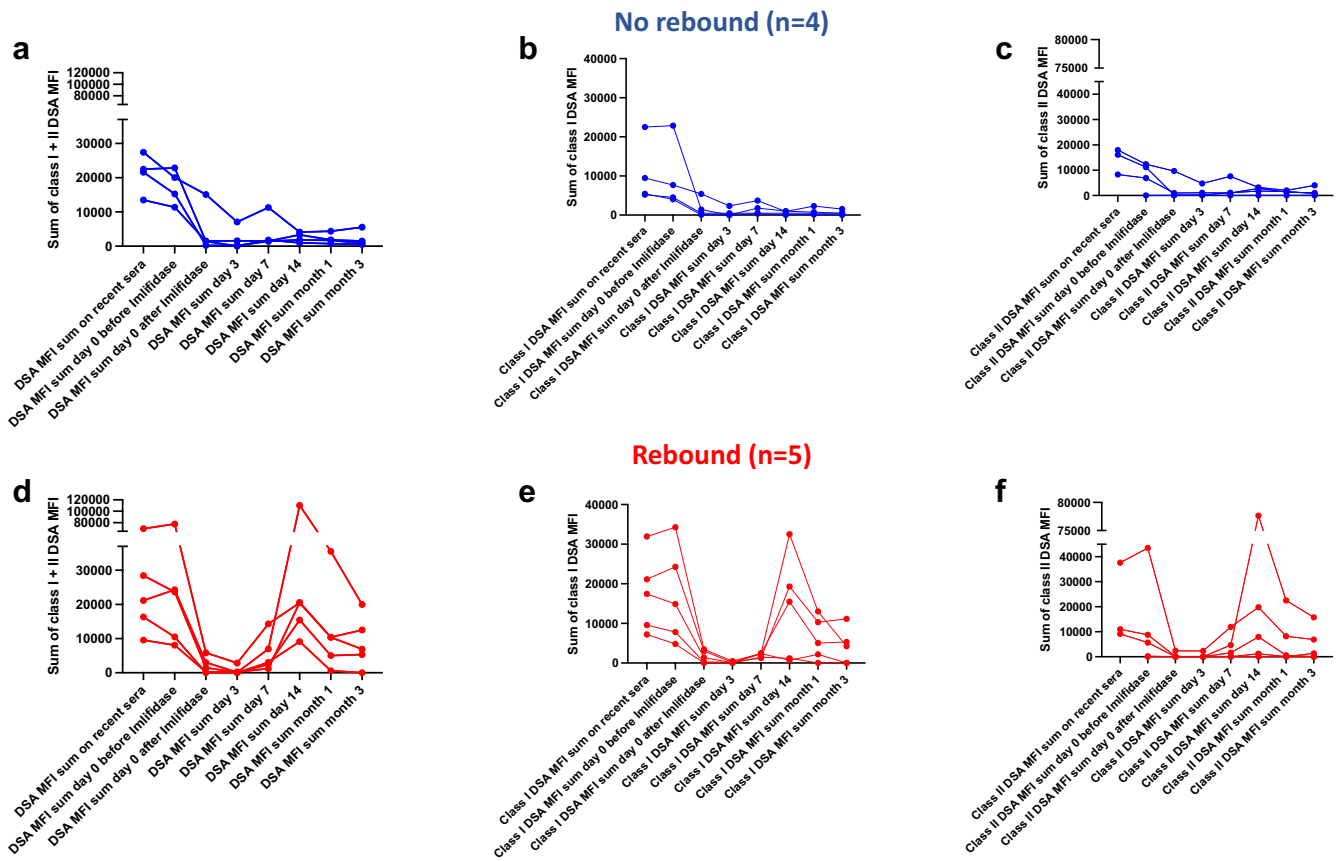 No rebound (n=4)
a
Sum of class I + II DSA MFI
120000
100000
80000
30000
20000
10000
0
DSA MFI sum on recent sera
DSA MFI sum day 0 before Imlifidase
DSA MFI sum day 0 after Imlifidase
DSA MFI sum day 3
DSA MFI sum day 7
DSA MFI sum day 14
DSA MFI sum month 1
DSA MFI sum month 3
b
Sum of class I DSA MFI
40000
30000
20000
10000
0
Class I DSA MFI sum on recent sera
Class I DSA MFI sum day 0 before Imlifidase
Class I DSA MFI sum day 0 after Imlifidase
Class I DSA MFI sum day 3
Class I DSA MFI sum day 7
Class I DSA MFI sum day 14
Class I DSA MFI sum month 1
Class I DSA MFI sum month 3
c
Sum of class II DSA MFI
80000
75000
40000
30000
20000
10000
0
Class II DSA MFI sum on recent sera
Class II DSA MFI sum day 0 before Imlifidase
Class II DSA MFI sum day 0 after Imlifidase
Class II DSA MFI sum day 3
Class II DSA MFI sum day 7
Class II DSA MFI sum day 14
Class II DSA MFI sum month 1
Class II DSA MFI sum month 3
Rebound (n=5)
d
Sum of class I + II DSA MFI
120000
100000
80000
30000
20000
10000
0
DSA MFI sum on recent sera
DSA MFI sum day 0 before Imlifidase
DSA MFI sum day 0 after Imlifidase
DSA MFI sum day 3
DSA MFI sum day 7
DSA MFI sum day 14
DSA MFI sum month 1
DSA MFI sum month 3
e
Sum of class I DSA MFI
40000
30000
20000
10000
0
Class I DSA MFI sum on recent sera
Class I DSA MFI sum day 0 before Imlifidase
Class I DSA MFI sum day 0 after Imlifidase
Class I DSA MFI sum day 3
Class I DSA MFI sum day 7
Class I DSA MFI sum day 14
Class I DSA MFI sum month 1
Class I DSA MFI sum month 3
f
Sum of class II DSA MFI
80000
75000
40000
30000
20000
10000
0
Class II DSA MFI sum on recent sera
Class II DSA MFI sum day 0 before Imlifidase
Class II DSA MFI sum day 0 after Imlifidase
Class II DSA MFI sum day 3
Class II DSA MFI sum day 7
Class II DSA MFI sum day 14
Class II DSA MFI sum month 1
Class II DSA MFI sum month 3